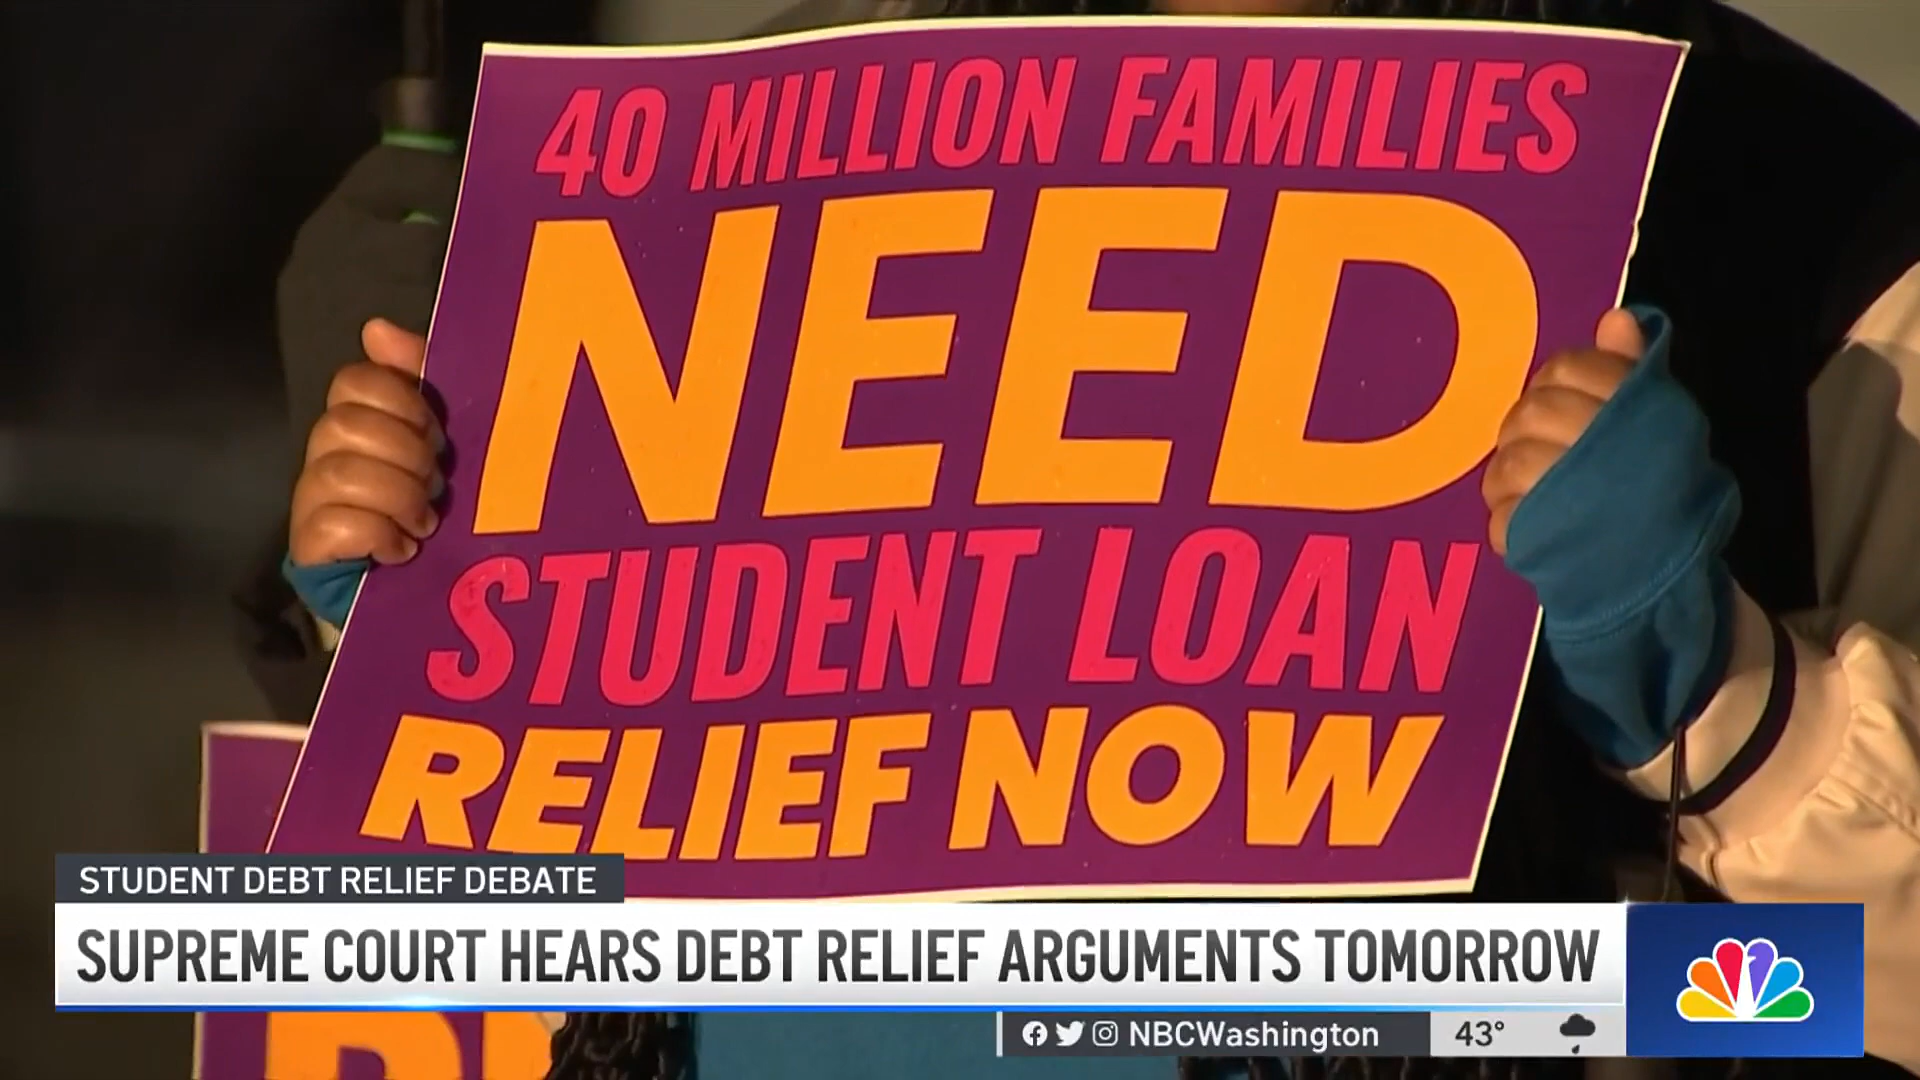 40 MILLION FAMILIES
NEED
STUDENT LOAN
RELIEF NOW
STUDENT DEBT RELIEF DEBATE
SUPREME COURT HEARS DEBT RELIEF ARGUMENTS TOMORROW
NBCWashington 43°